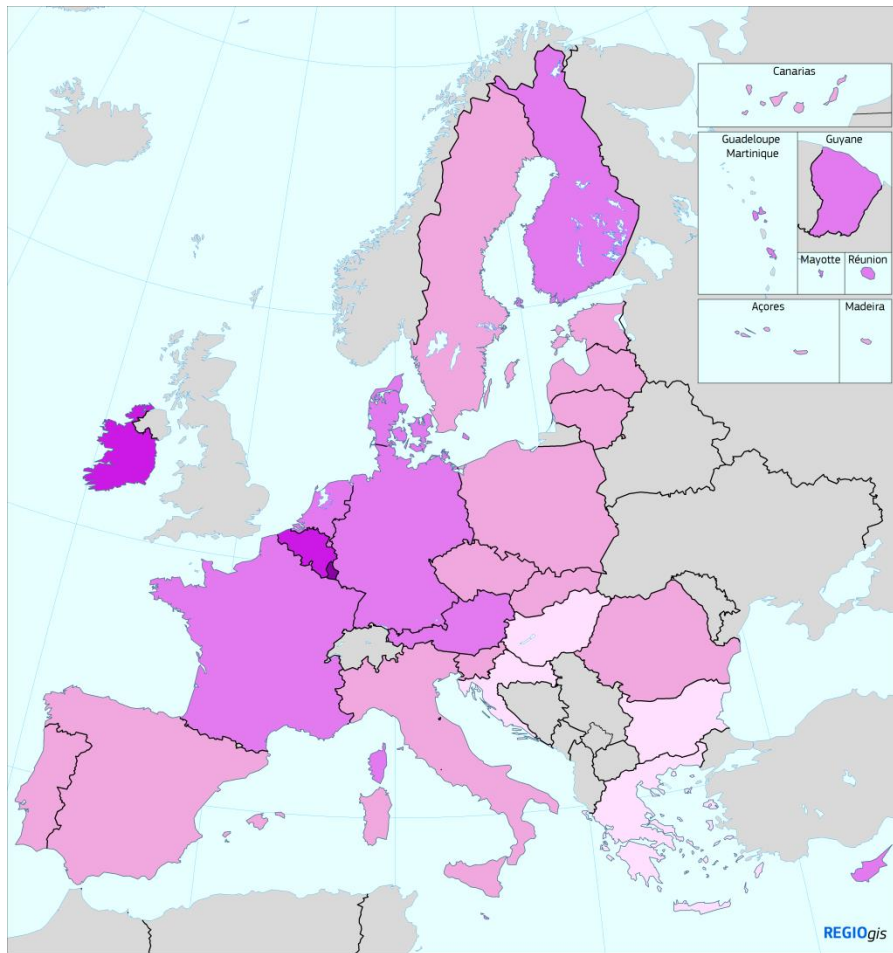 Canarias
Guadeloupe
Martinique
Guyane
Mayotte
Réunion
Açores
Madeira
REGIOgis